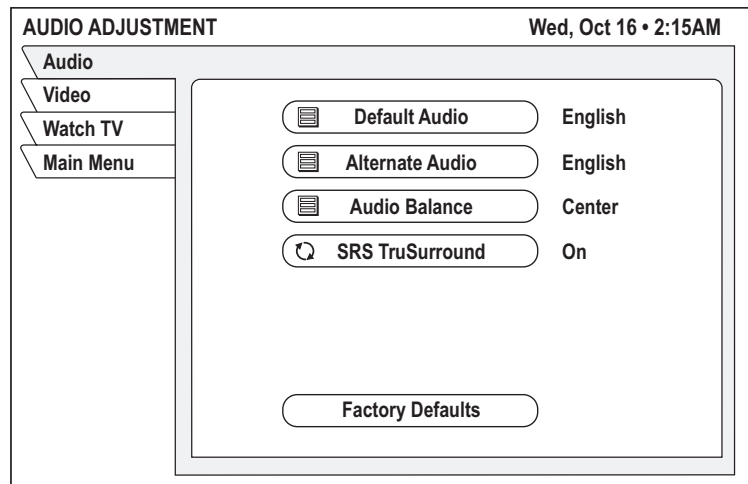 AUDIO ADJUSTMENT Wed, Oct 16 • 2:15AM
Audio
Video
Watch TV
Main Menu
Default Audio English
Alternate Audio English
Audio Balance Center
SRS TruSurround On
Factory Defaults